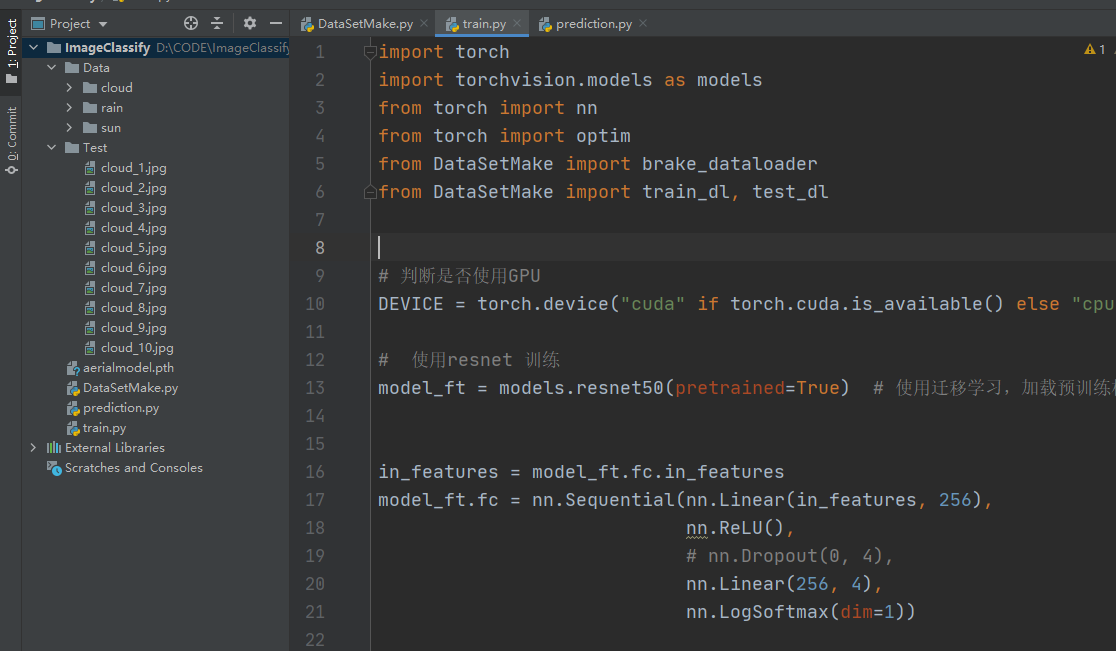 Project
DataSetMake.py
train.py
prediction.py
1: Project
0: Commit
ImageClassify D:\CODE\ImageClassify
Data
cloud
rain
sun
Test
cloud_1.jpg
cloud_2.jpg
cloud_3.jpg
cloud_4.jpg
cloud_5.jpg
cloud_6.jpg
cloud_7.jpg
cloud_8.jpg
cloud_9.jpg
cloud_10.jpg
aerialmodel.pth
DataSetMake.py
prediction.py
train.py
External Libraries
Scratches and Consoles
1
1 import torch
2 import torchvision.models as models
3 from torch import nn
4 from torch import optim
5 from DataSetMake import brake_dataloader
6 from DataSetMake import train_dl, test_dl
7
8
9 # 判断是否使用GPU
10 DEVICE = torch.device("cuda" if torch.cuda.is_available() else "cpu
11
12 #  使用resnet 训练
13 model_ft = models.resnet50(pretrained=True)  # 使用迁移学习，加载预训练
14
15
16 in_features = model_ft.fc.in_features
17 model_ft.fc = nn.Sequential(nn.Linear(in_features, 256),
18 nn.ReLU(),
19 # nn.Dropout(0, 4),
20 nn.Linear(256, 4),
21 nn.LogSoftmax(dim=1))
22